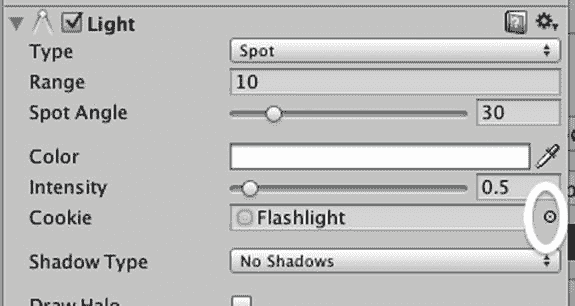 Light
Type Spot
Range 10
Spot Angle 30
Color
Intensity 0.5
Cookie Flashlight
Shadow Type No Shadows
Draw Halo